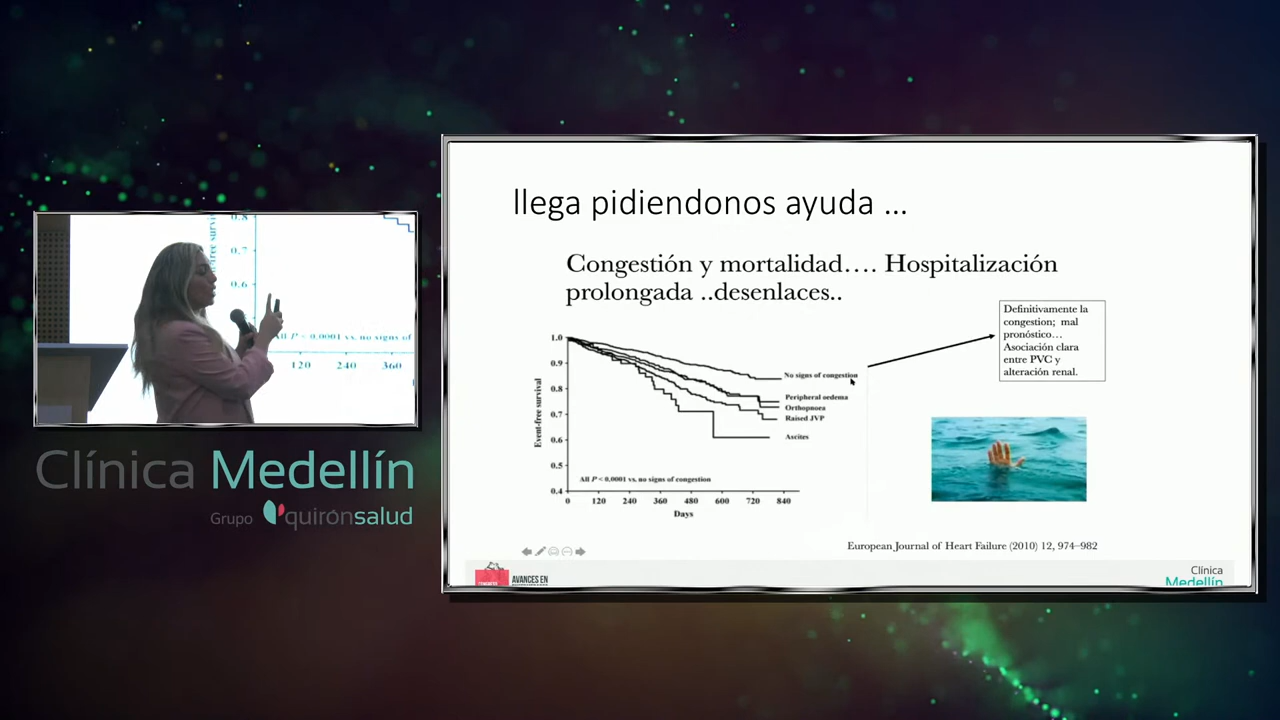 llega pidiendonos ayuda ...
Congestión y mortalidad…. Hospitalización
prolongada ..desenlaces..
Definitivamente la
congestion; mal
pronóstico…
Asociación clara
entre PVC y
alteración renal.
1.0
0.9
0.8
0.7
0.6
0.5
0.4
Event-free survival
No signs of congestion
Peripheral oedema
Orthopnoea
Raised JVP
Ascites
All P < 0.0001 vs. no signs of congestion
0 120 240 360 480 600 720 840
Days
European Journal of Heart Failure (2010) 12, 974–982
AVANCES EN
Clínica
Medellín
0.8
0.7
0.6
All P < 0.0001 vs. no signs of
120 240 360
Clínica Medellín
Grupo quirónsalud